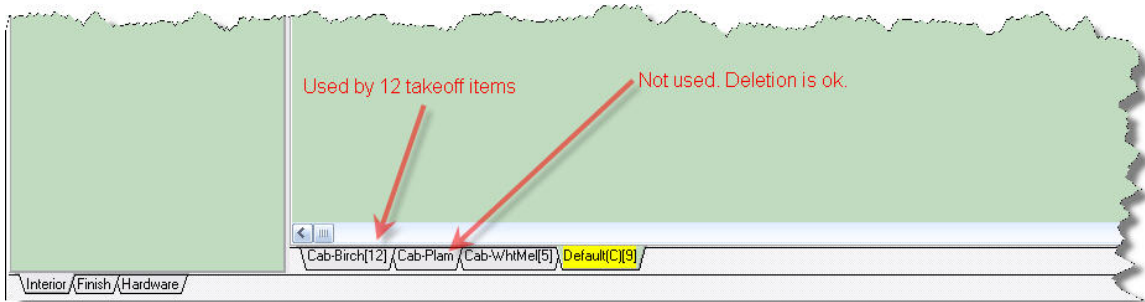 Used by 12 takeoff items
Not used. Deletion is ok.
Cab-Birch[12] Cab-Plam Cab-WhtMel[5] Default(C)[9]
Interior Finish Hardware